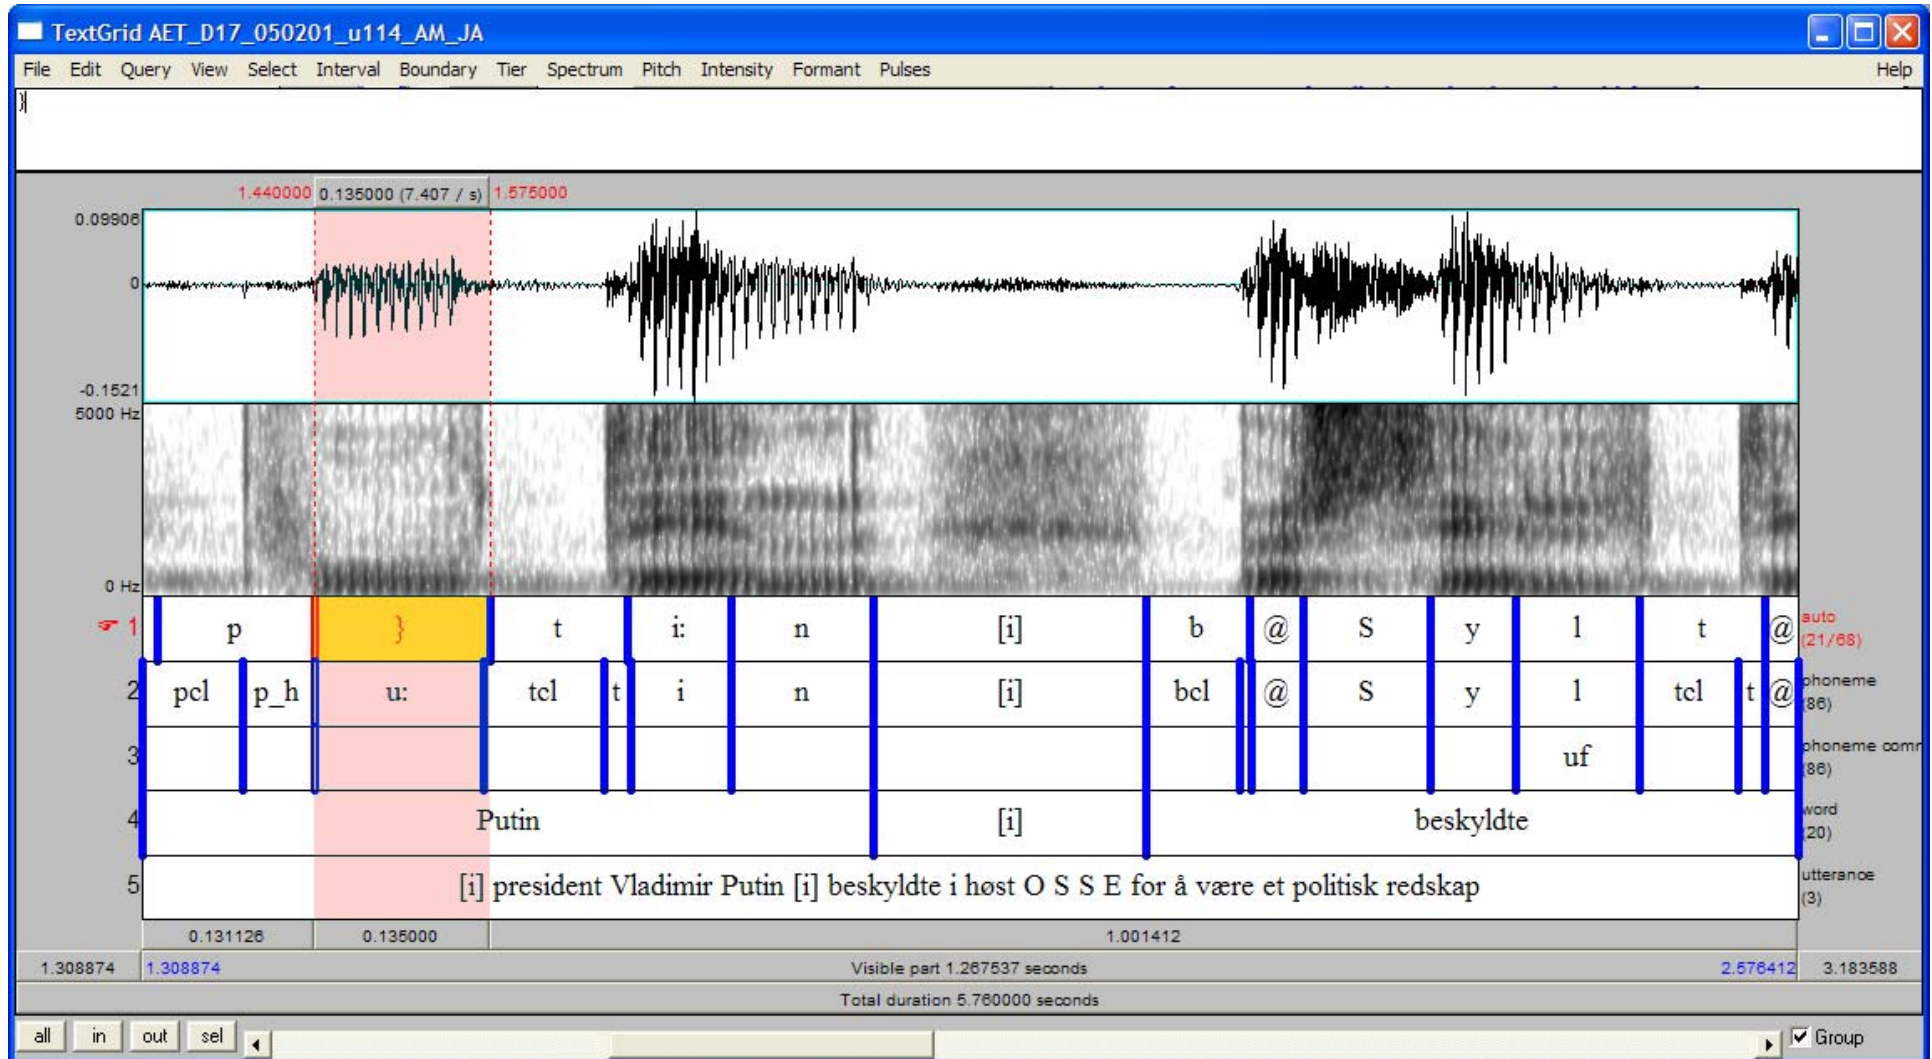 TextGrid AET_D17_050201_u114_AM_JA
File Edit Query View Select Interval Boundary Tier Spectrum Pitch Intensity Formant Pulses Help
}
1.440000 0.135000 (7.407 / s) 1.575000
0.09906
0
-0.1521
5000 Hz
0 Hz
1 p } t i: n [i] b @ S y l t @ auto (21/68)
2 pcl p_h u: tcl t i n [i] bcl @ S y l tcl t @ phoneme (86)
3 uf phoneme comr (86)
4 Putin [i] beskyldte word (20)
5 [i] president Vladimir Putin [i] beskyldte i høst O S S E for å være et politisk redskap utterance (3)
0.131126 0.135000 1.001412
1.308874 1.308874 Visible part 1.267537 seconds 2.576412 3.183588
Total duration 5.760000 seconds
all in out sel Group